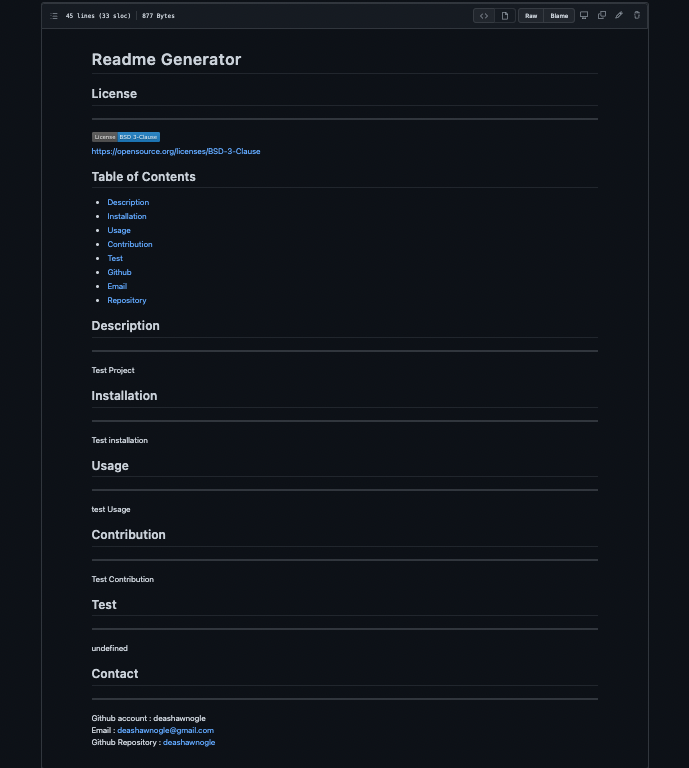 45 lines (33 sloc) 877 Bytes Raw Blame
Readme Generator
License
License BSD 3-Clause
https://opensource.org/licenses/BSD-3-Clause
Table of Contents
Description
Installation
Usage
Contribution
Test
Github
Email
Repository
Description
Test Project
Installation
Test installation
Usage
test Usage
Contribution
Test Contribution
Test
undefined
Contact
Github account : deashawnogle
Email : deashawnogle@gmail.com
Github Repository : deashawnogle